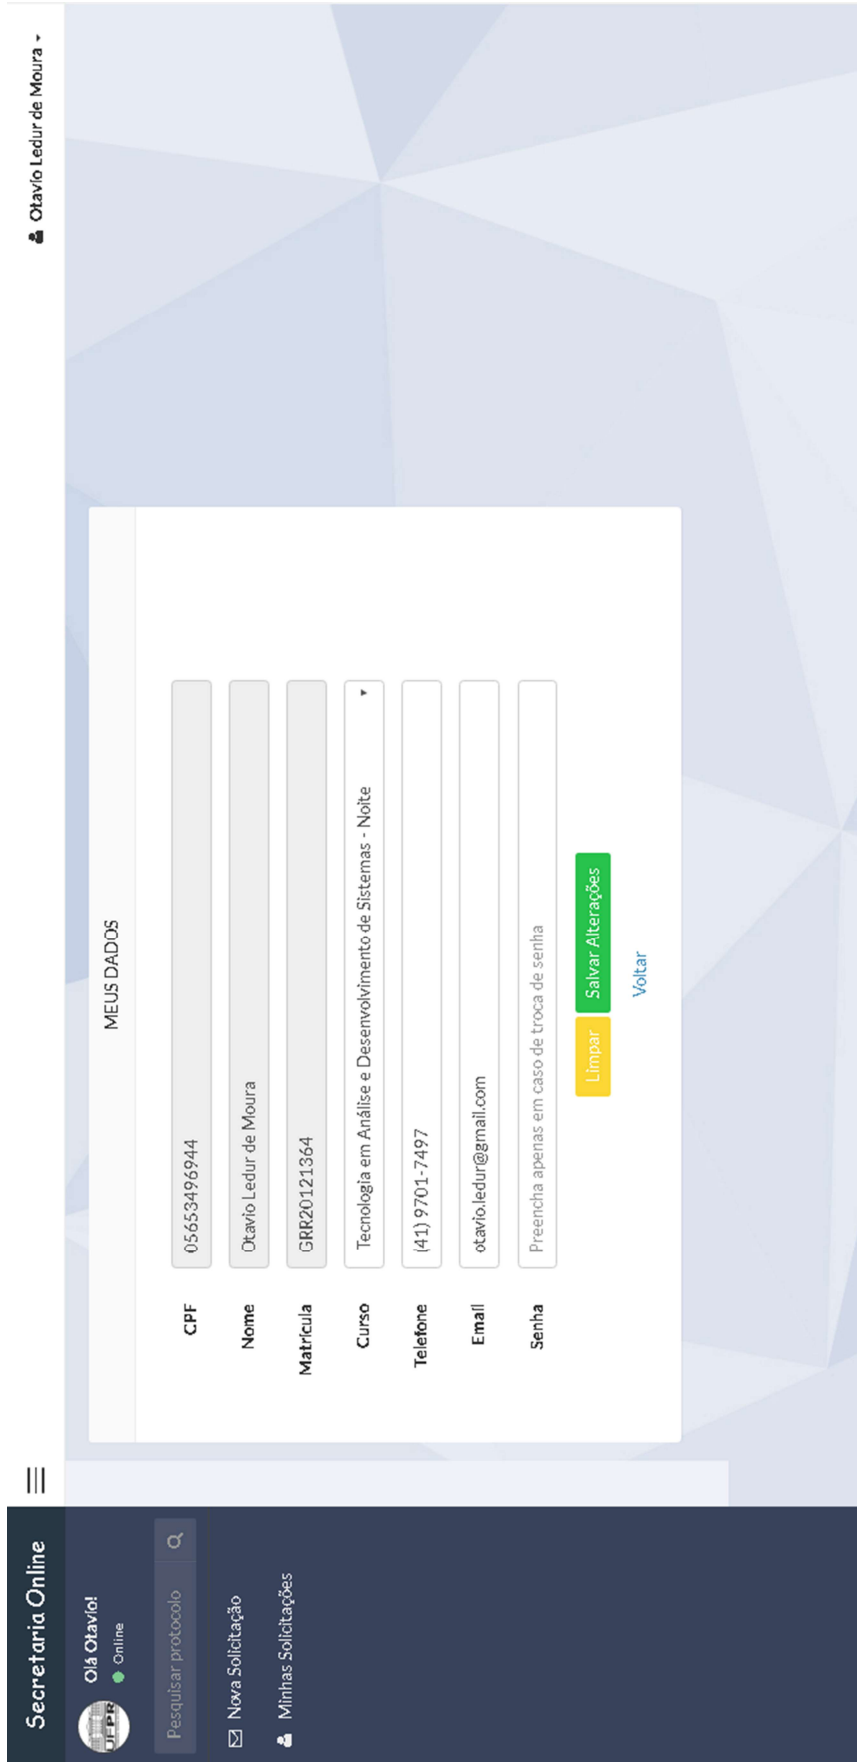 Secretaria Online
Otavio Ledur de Moura
UFPR
Olá Otavio!
Online
Pesquisar protocolo
Nova Solicitação
Minhas Solicitações
MEUS DADOS
CPF 05653496944
Nome Otavio Ledur de Moura
Matrícula GRR20121364
Curso Tecnologia em Análise e Desenvolvimento de Sistemas - Noite
Telefone (41) 9701-7497
Email otavio.ledur@gmail.com
Senha Preencha apenas em caso de troca de senha
Limpar Salvar Alterações
Voltar